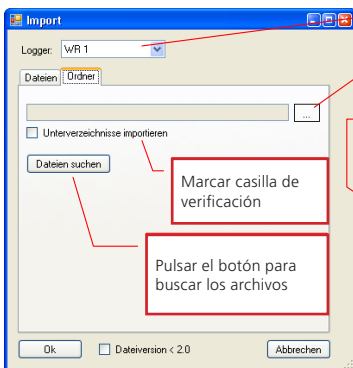 Import
Logger: WR 1
Dateien Ordner
...
Unterverzeichnisse importieren
Dateien suchen
Marcar casilla de
verificación
Pulsar el botón para
buscar los archivos
Ok Dateiversion < 2.0 Abbrechen